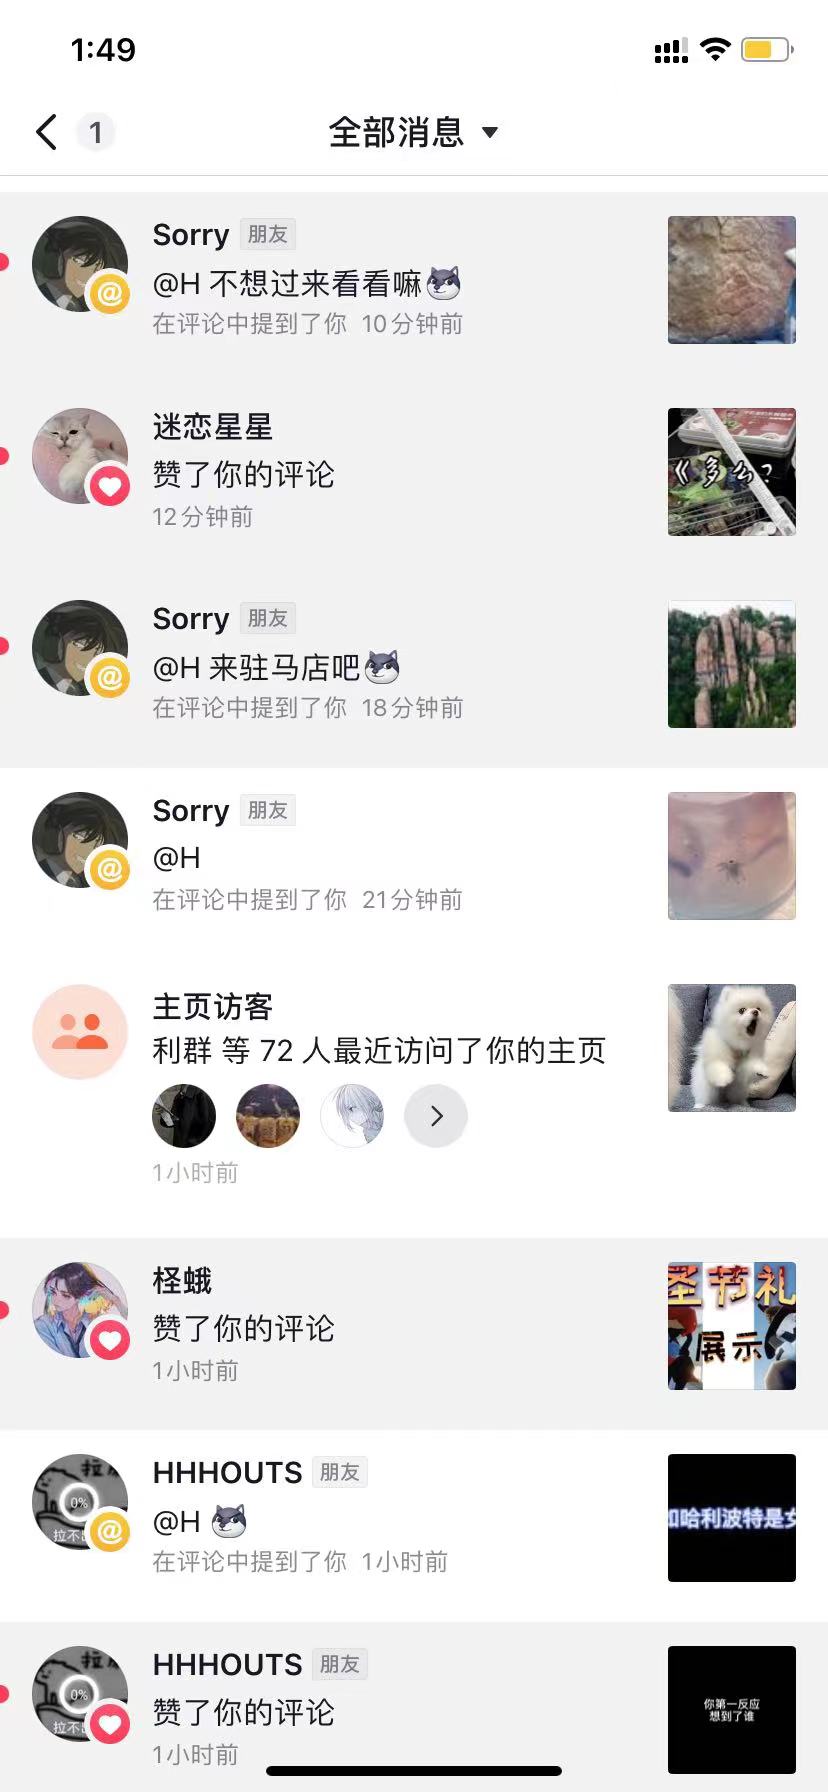 1:49
1
全部消息
Sorry 朋友
@H 不想过来看看嘛
在评论中提到了你 10分钟前
迷恋星星
赞了你的评论
12分钟前
《多么?
Sorry 朋友
@H 来驻马店吧
在评论中提到了你 18分钟前
Sorry 朋友
@H
在评论中提到了你 21分钟前
主页访客
利群 等 72 人最近访问了你的主页
1小时前
怪蛾
赞了你的评论
1小时前
圣节礼
展示
HHHOUTS 朋友
0%
@H
在评论中提到了你 1小时前
如哈利波特是女
HHHOUTS 朋友
0%
赞了你的评论
1小时前
你第一反应
想到了谁